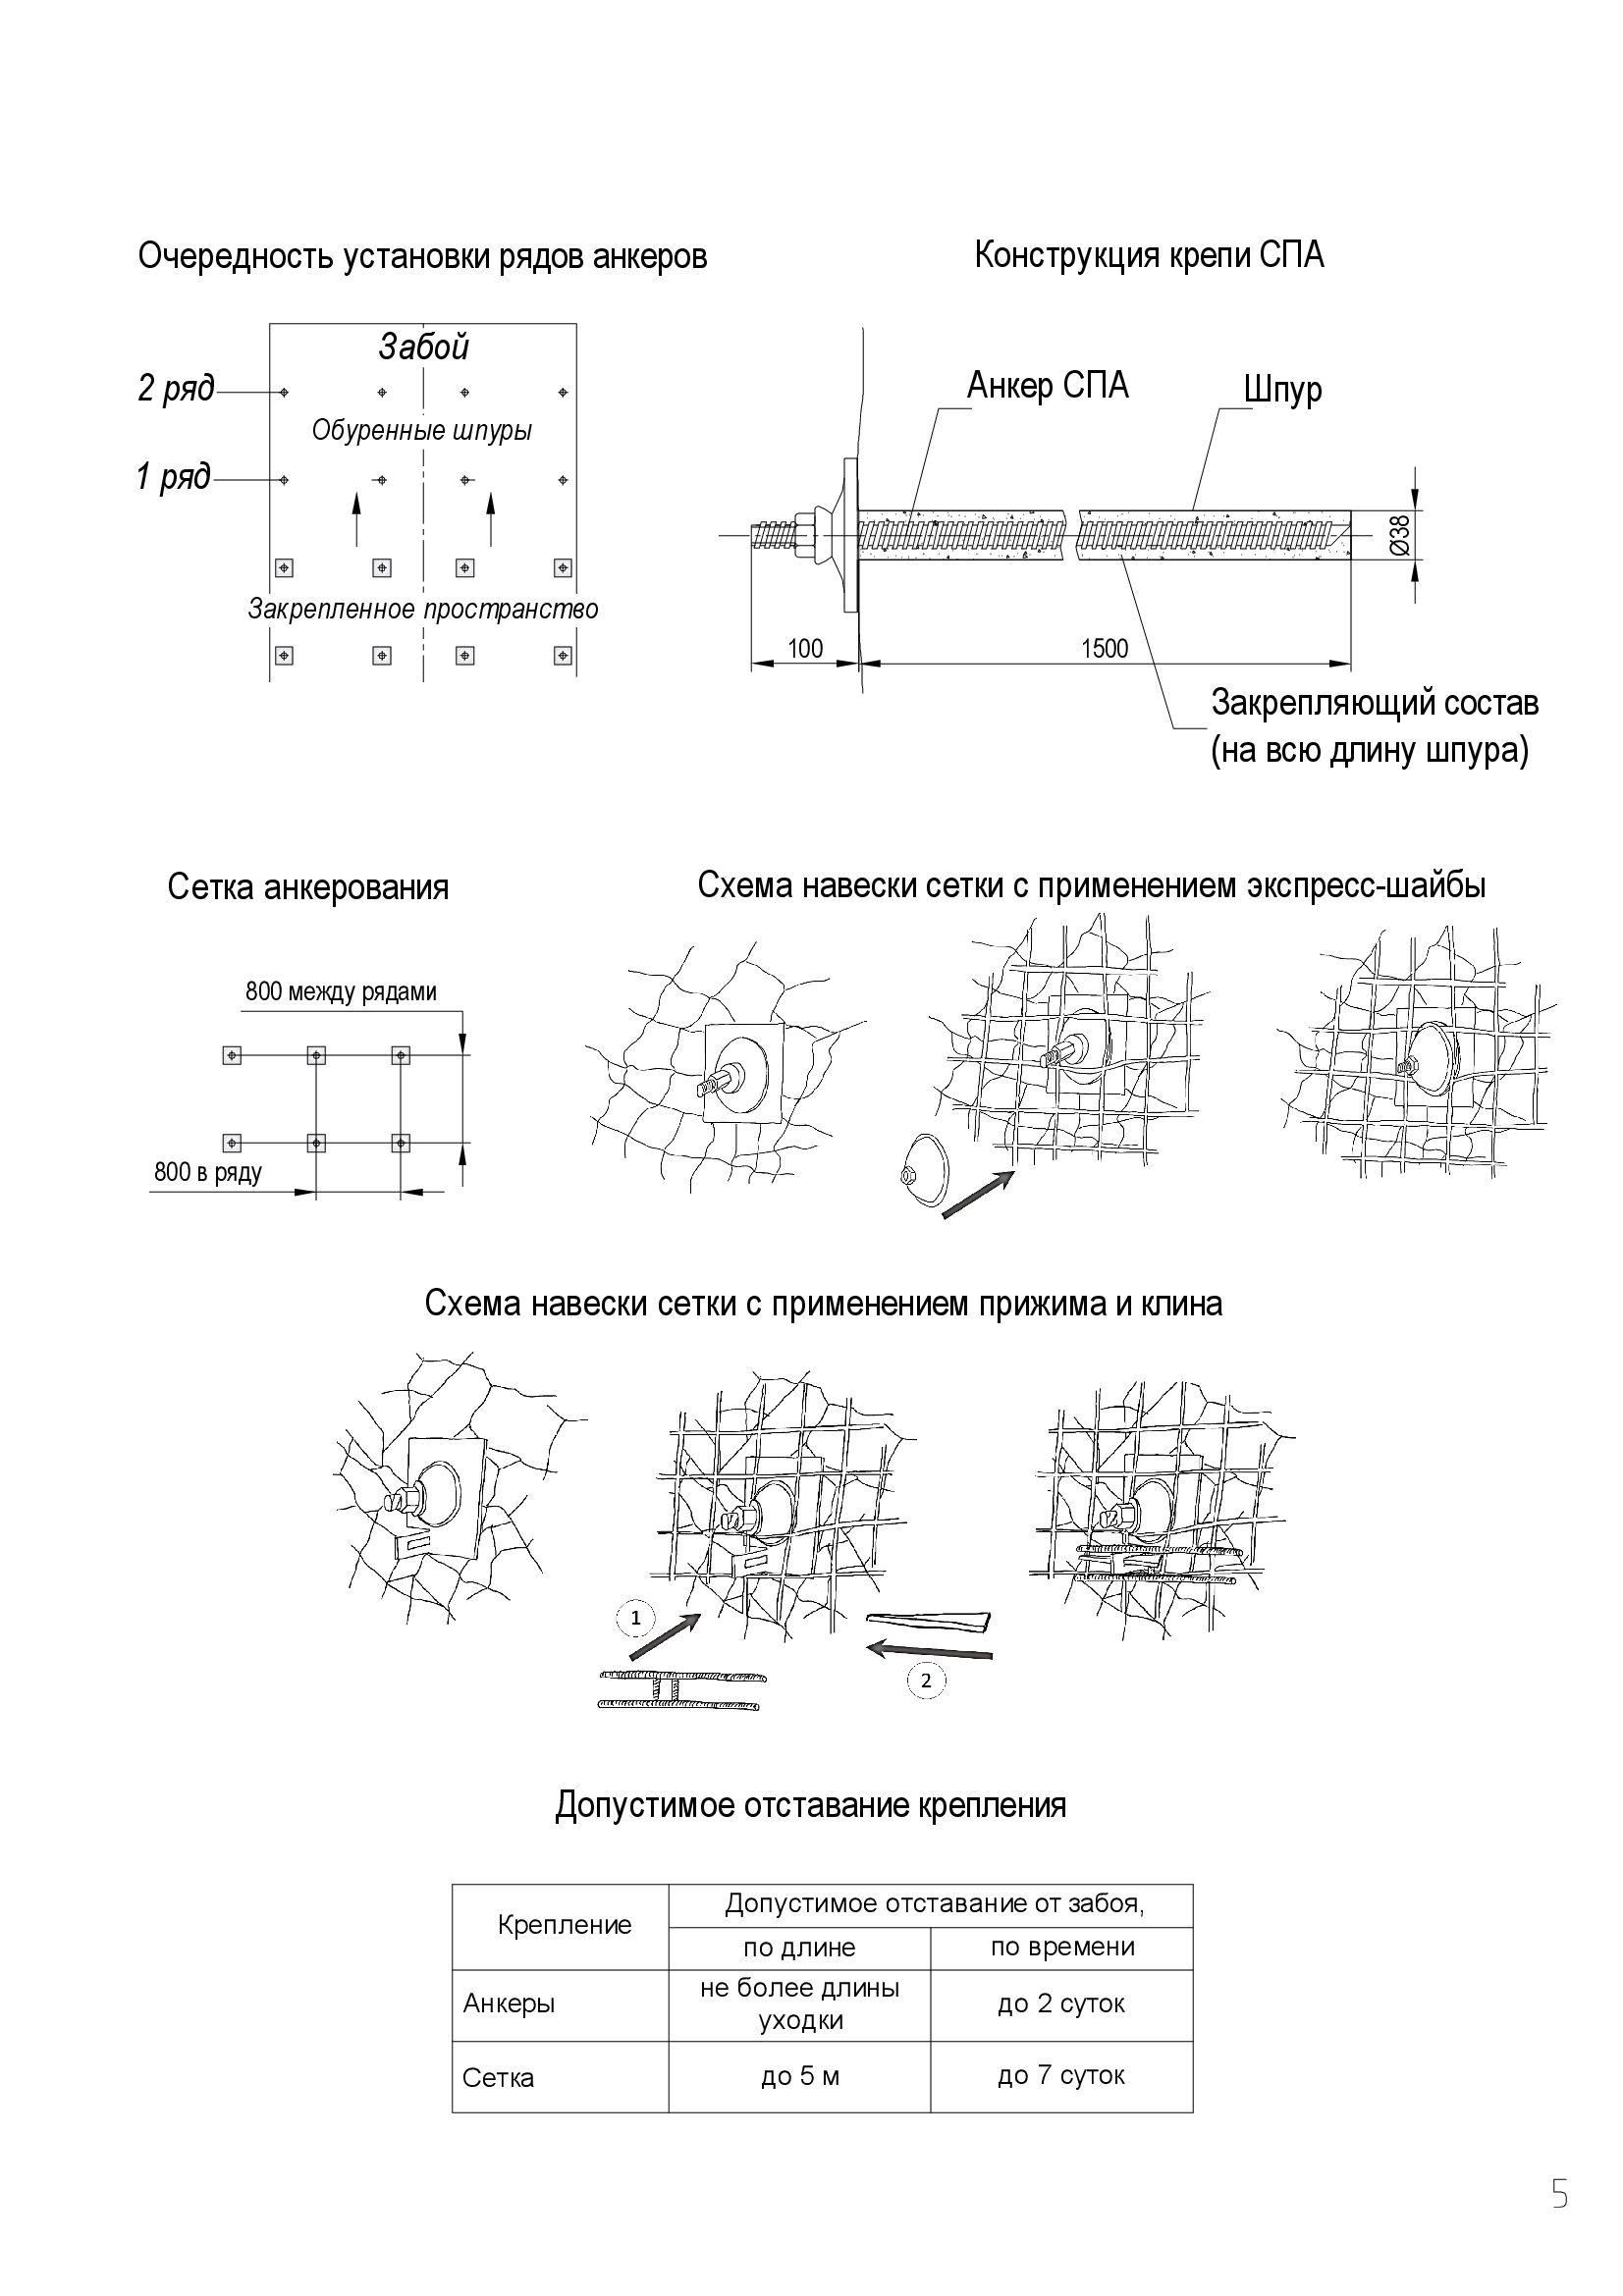 Очередность установки рядов анкеров
Забой
2 ряд
Обуренные шпуры
1 ряд
Закрепленное пространство
Конструкция крепи СПА
Анкер СПА
Шпур
Ø38
100
1500
Закрепляющий состав
(на всю длину шпура)
Сетка анкерования
800 между рядами
800 в ряду
Схема навески сетки с применением экспресс-шайбы
Схема навески сетки с применением прижима и клина
1
2
Допустимое отставание крепления
Крепление
Допустимое отставание от забоя,
по длине
по времени
Анкеры
не более длины
уходки
до 2 суток
Сетка
до 5 м
до 7 суток
5